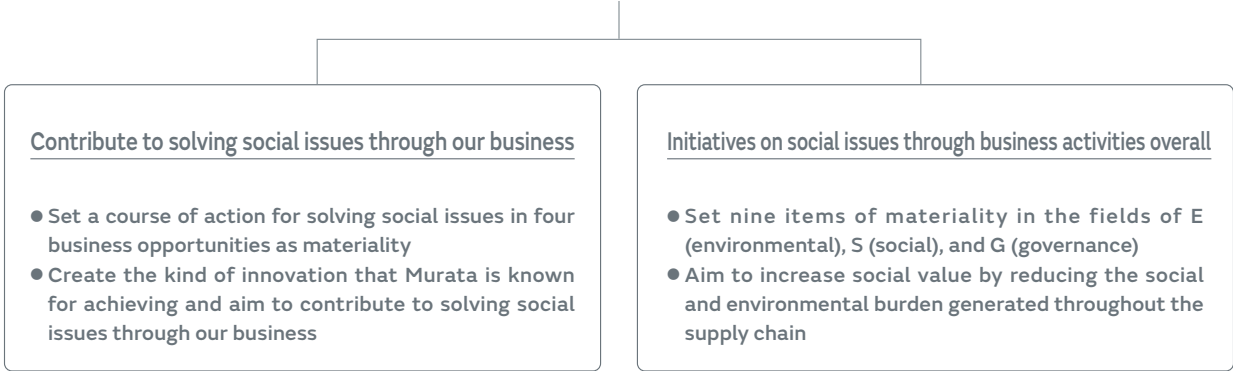 Contribute to solving social issues through our business
● Set a course of action for solving social issues in four
business opportunities as materiality
● Create the kind of innovation that Murata is known
for achieving and aim to contribute to solving social
issues through our business
Initiatives on social issues through business activities overall
● Set nine items of materiality in the fields of E
(environmental), S (social), and G (governance)
● Aim to increase social value by reducing the social
and environmental burden generated throughout the
supply chain